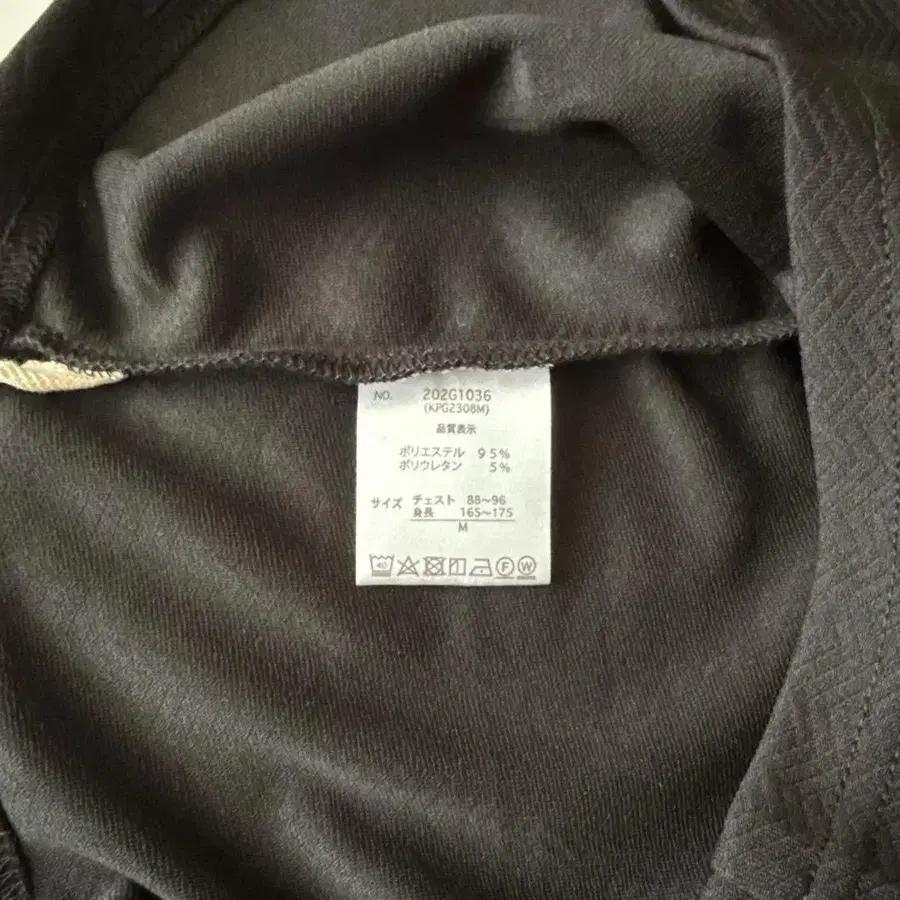 NO. 202G1036
(KPG2308M)
品質表示
ポリエステル 95%
ポリウレタン 5%
サイズ チェスト 88～96
身長 165～175
M
40 F W